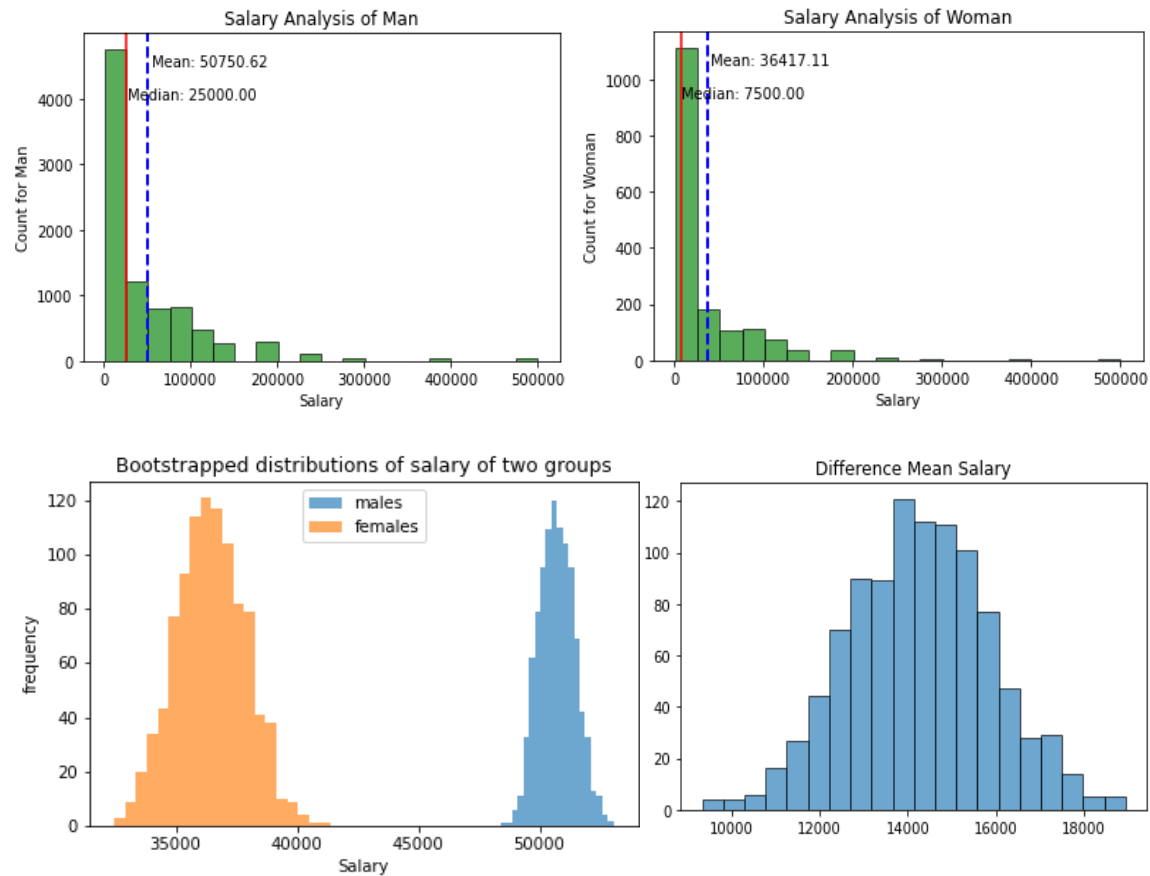 Salary Analysis of Man
Mean: 50750.62
Median: 25000.00
Count for Man
4000
3000
2000
1000
0
0 100000 200000 300000 400000 500000
Salary
Salary Analysis of Woman
Mean: 36417.11
Median: 7500.00
Count for Woman
1000
800
600
400
200
0
0 100000 200000 300000 400000 500000
Salary
Bootstrapped distributions of salary of two groups
males
females
frequency
120
100
80
60
40
20
0
35000 40000 45000 50000
Salary
Difference Mean Salary
120
100
80
60
40
20
0
10000 12000 14000 16000 18000